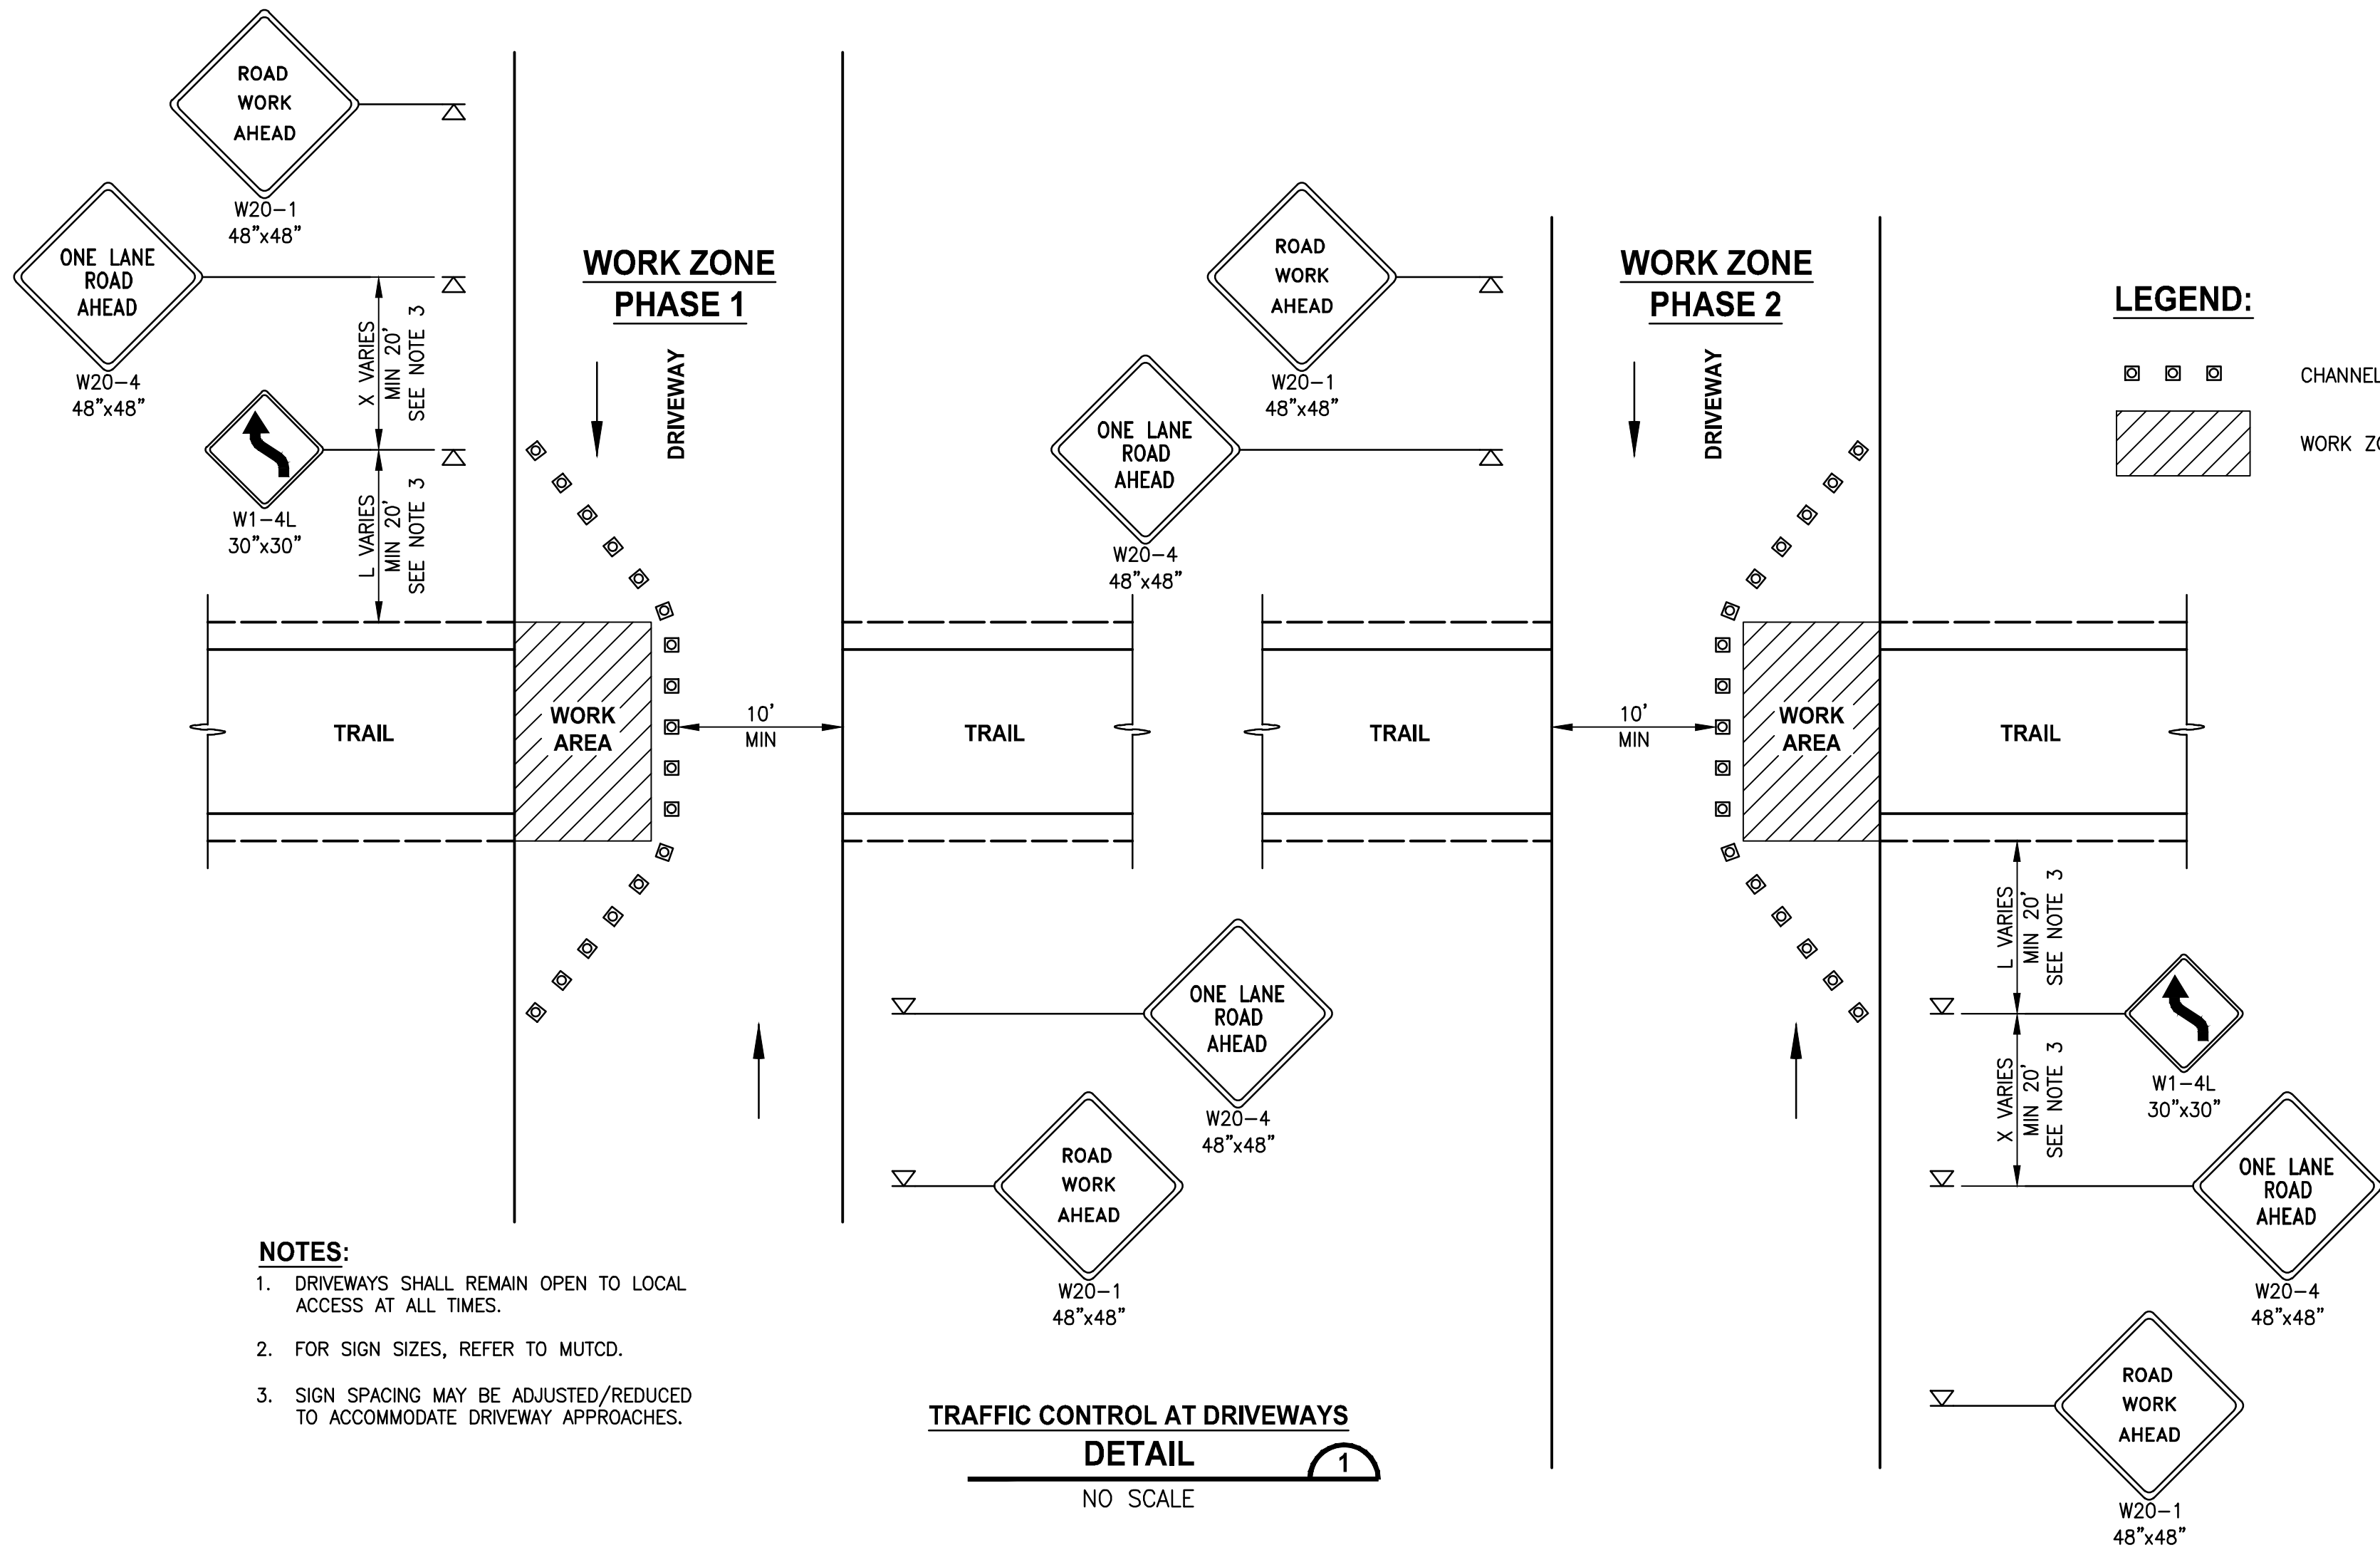 ROAD
WORK
AHEAD
W20-1
48"x48"
ONE LANE
ROAD
AHEAD
W20-4
48"x48"
W1-4L
30"x30"
X VARIES
MIN 20'
SEE NOTE 3
L VARIES
MIN 20'
SEE NOTE 3
WORK ZONE
PHASE 1
DRIVEWAY
TRAIL
WORK
AREA
10'
MIN
TRAIL
ROAD
WORK
AHEAD
W20-1
48"x48"
ONE LANE
ROAD
AHEAD
W20-4
48"x48"
WORK ZONE
PHASE 2
DRIVEWAY
TRAIL
10'
MIN
WORK
AREA
TRAIL
LEGEND:
CHANNEL
WORK ZO
ONE LANE
ROAD
AHEAD
W20-4
48"x48"
ROAD
WORK
AHEAD
W20-1
48"x48"
L VARIES
MIN 20'
SEE NOTE 3
X VARIES
MIN 20'
SEE NOTE 3
W1-4L
30"x30"
ONE LANE
ROAD
AHEAD
W20-4
48"x48"
ROAD
WORK
AHEAD
W20-1
48"x48"
NOTES:
1. DRIVEWAYS SHALL REMAIN OPEN TO LOCAL
ACCESS AT ALL TIMES.
2. FOR SIGN SIZES, REFER TO MUTCD.
3. SIGN SPACING MAY BE ADJUSTED/REDUCED
TO ACCOMMODATE DRIVEWAY APPROACHES.
TRAFFIC CONTROL AT DRIVEWAYS
DETAIL 1
NO SCALE